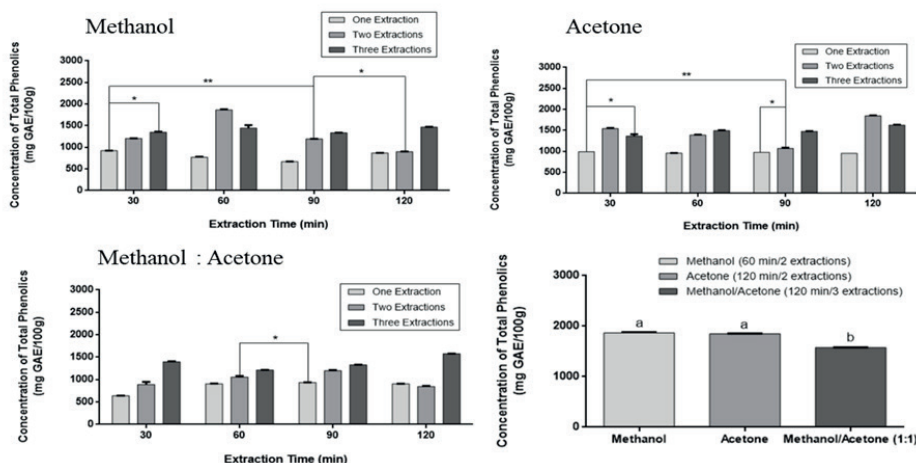 Methanol
One Extraction
Two Extractions
Three Extractions
Concentration of Total Phenolics
(mg GAE/100g)
3000
2500
2000
1500
1000
500
0
*
**
*
30 60 90 120
Extraction Time (min)
Acetone
One Extraction
Two Extractions
Three Extractions
Concentration of Total Phenolics
(mg GAE/100g)
3000
2500
2000
1500
1000
500
0
*
**
*
30 60 90 120
Extraction Time (min)
Methanol : Acetone
One Extraction
Two Extractions
Three Extractions
Concentration of Total Phenolics
(mg GAE/100g)
3000
2500
2000
1500
1000
500
0
*
30 60 90 120
Extraction Time (min)
Methanol (60 min/2 extractions)
Acetone (120 min/2 extractions)
Methanol/Acetone (120 min/3 extractions)
Concentration of Total Phenolics
(mg GAE/100g)
3000
2000
1000
0
a a b
Methanol Acetone Methanol/Acetone (1:1)